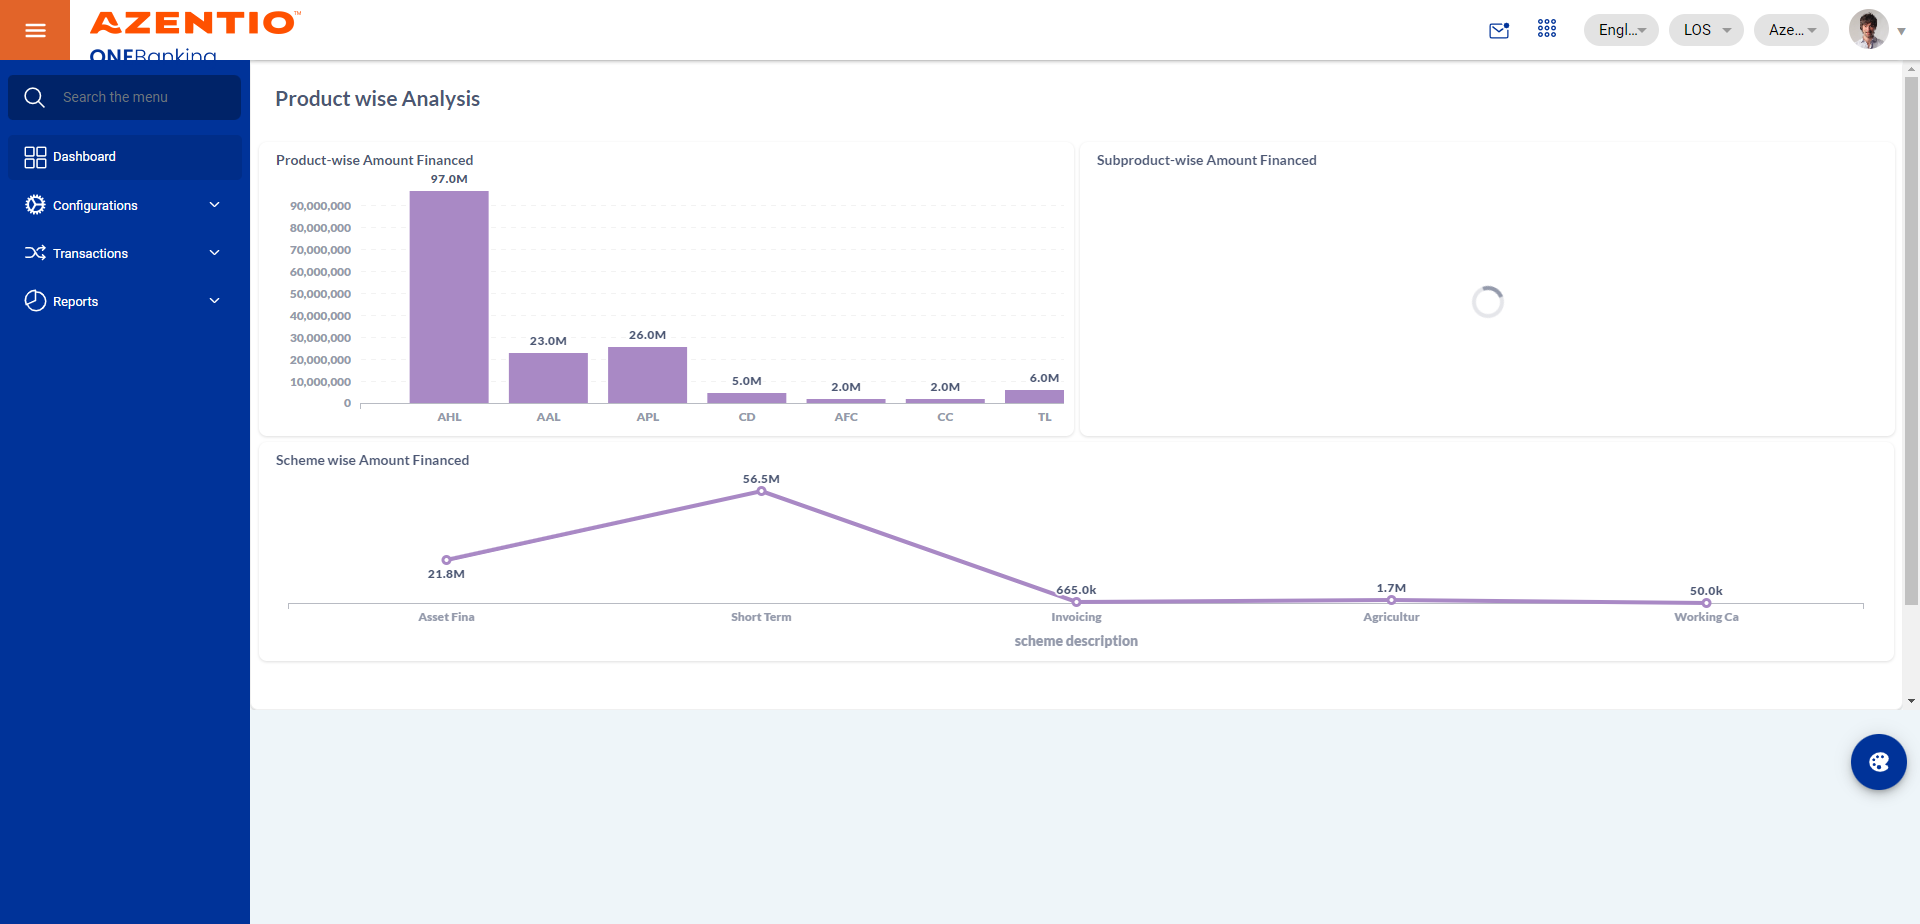 AZENTIO™
ONEBanking
Engl...
LOS
Aze...
Search the menu
Dashboard
Configurations
Transactions
Reports
Product wise Analysis
Product-wise Amount Financed
97.0M
90,000,000
80,000,000
70,000,000
60,000,000
50,000,000
40,000,000
30,000,000
20,000,000
10,000,000
0
23.0M
26.0M
5.0M
2.0M
2.0M
6.0M
AHL
AAL
APL
CD
AFC
CC
TL
Subproduct-wise Amount Financed
Scheme wise Amount Financed
56.5M
21.8M
665.0k
1.7M
50.0k
Asset Fina
Short Term
Invoicing
Agricultur
Working Ca
scheme description